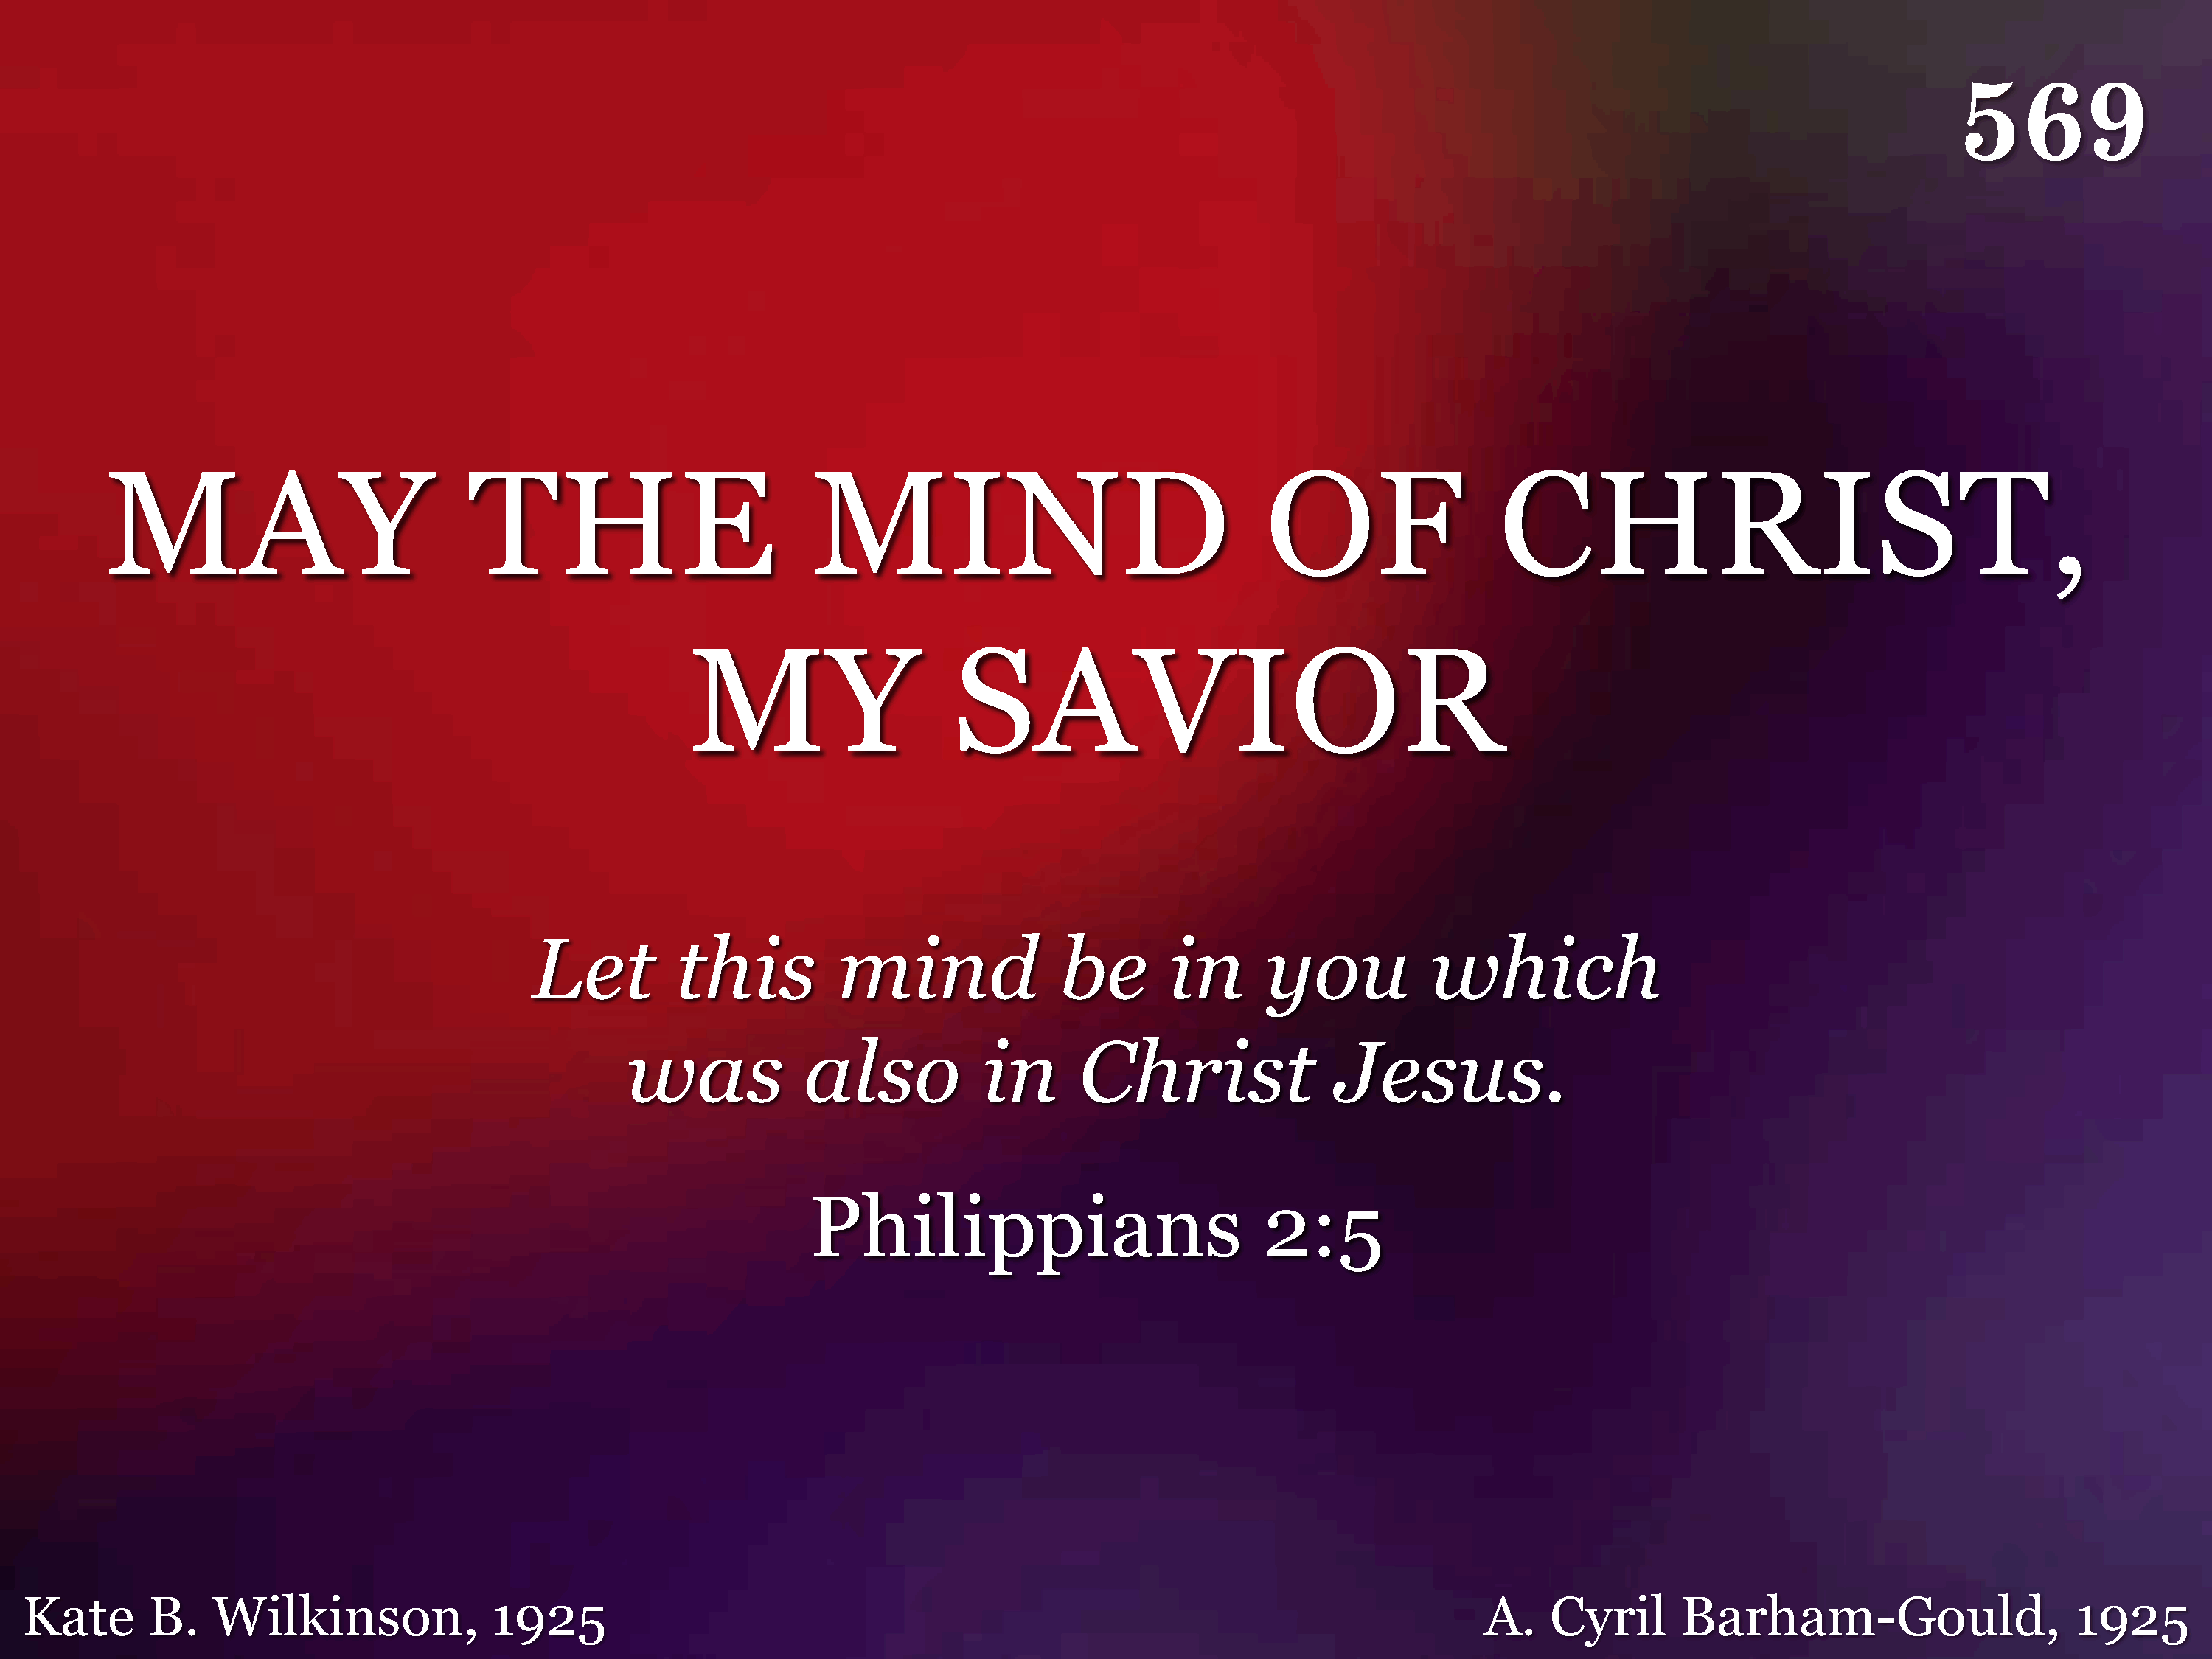 569
MAY THE MIND OF CHRIST,
MY SAVIOR
Let this mind be in you which
was also in Christ Jesus.
Philippians 2:5
Kate B. Wilkinson, 1925
A. Cyril Barham-Gould, 1925